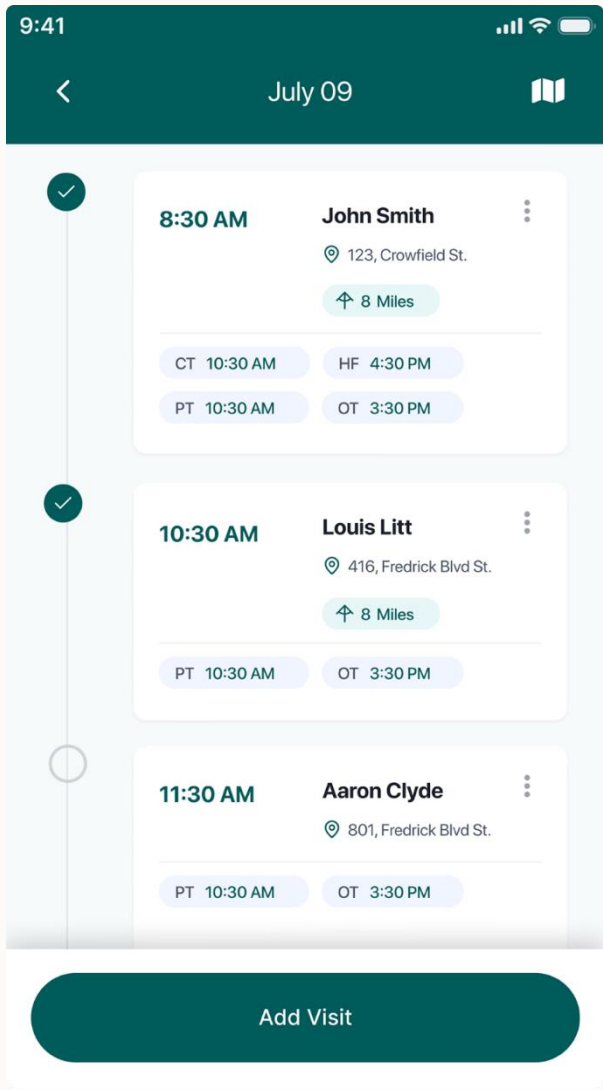 9:41
July 09
8:30 AM John Smith
123, Crowfield St.
8 Miles
CT 10:30 AM HF 4:30 PM
PT 10:30 AM OT 3:30 PM
10:30 AM Louis Litt
416, Fredrick Blvd St.
8 Miles
PT 10:30 AM OT 3:30 PM
11:30 AM Aaron Clyde
801, Fredrick Blvd St.
PT 10:30 AM OT 3:30 PM
Add Visit